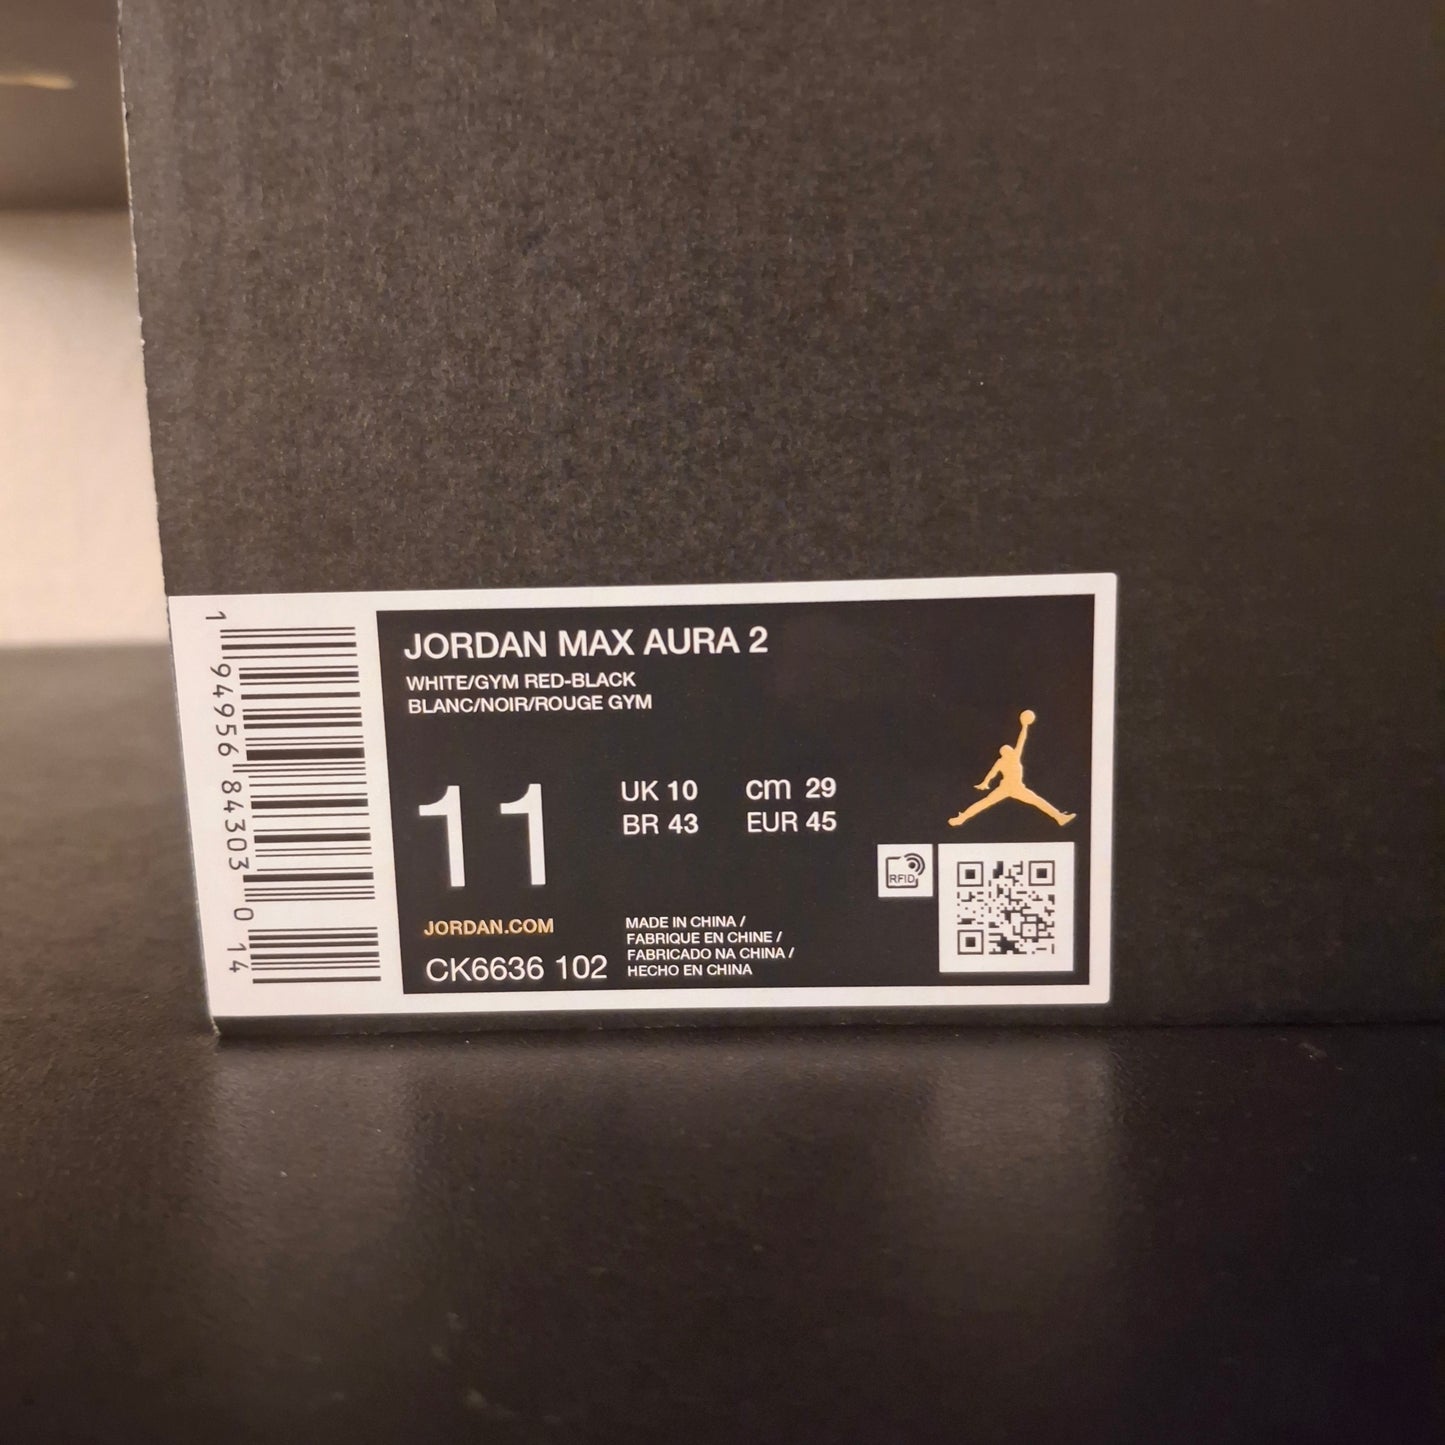 1 94956 84303 0 14
JORDAN MAX AURA 2
WHITE/GYM RED-BLACK
BLANC/NOIR/ROUGE GYM
11
UK 10 cm 29
BR 43 EUR 45
RFID
JORDAN.COM
CK6636 102
MADE IN CHINA /
FABRIQUE EN CHINE /
FABRICADO NA CHINA /
HECHO EN CHINA